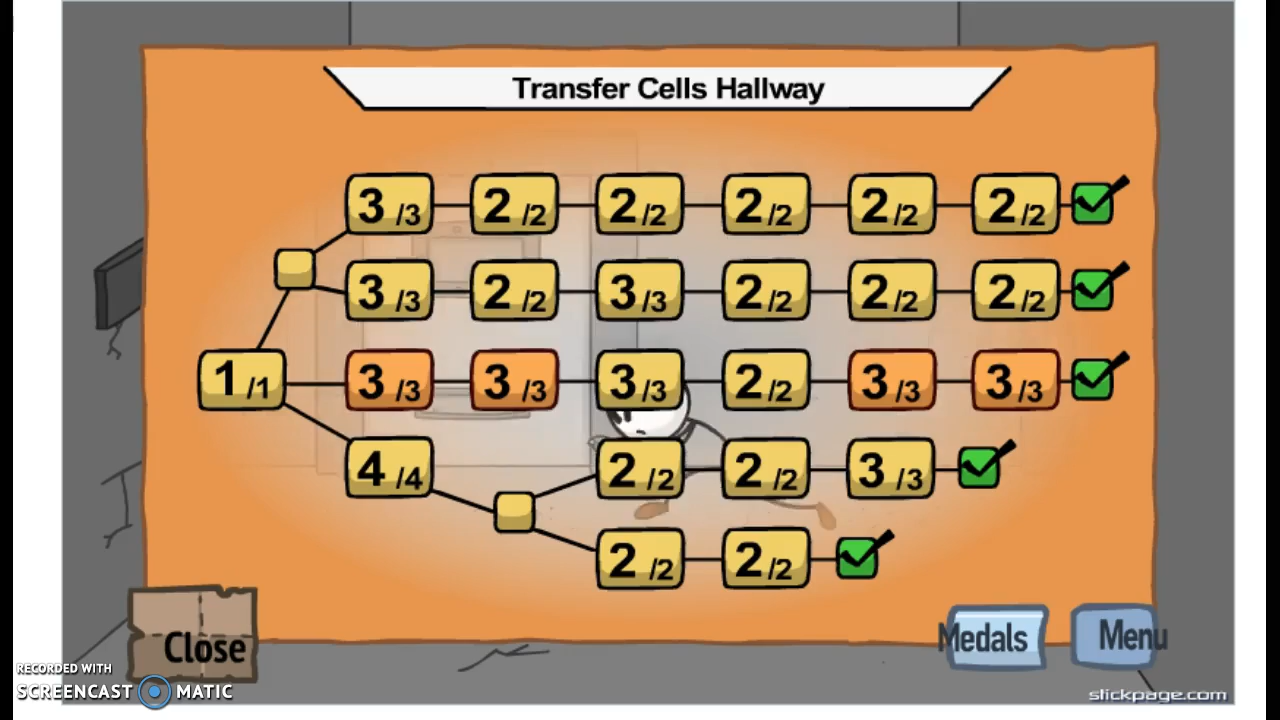 Transfer Cells Hallway
3/3 2/2 2/2 2/2 2/2 2/2
3/3 2/2 3/3 2/2 2/2 2/2
1/1 3/3 3/3 3/3 2/2 3/3 3/3
4/4 2/2 2/2 3/3
2/2 2/2
Close
Medals
Menu
RECORDED WITH
SCREENCAST MATIC
stickpage.com